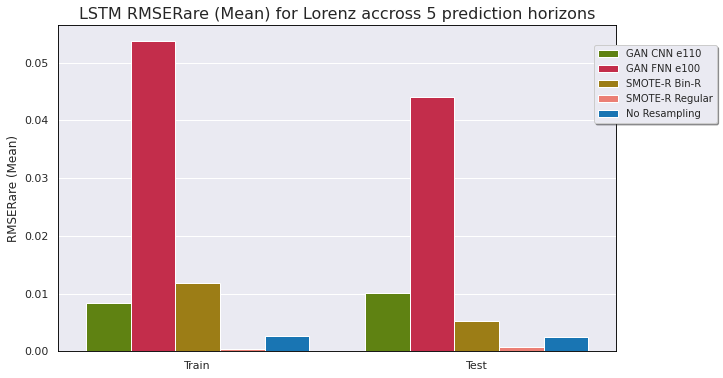 LSTM RMSERare (Mean) for Lorenz accross 5 prediction horizons
RMSERare (Mean)
0.05
0.04
0.03
0.02
0.01
0.00
Train
Test
GAN CNN e110
GAN FNN e100
SMOTE-R Bin-R
SMOTE-R Regular
No Resampling